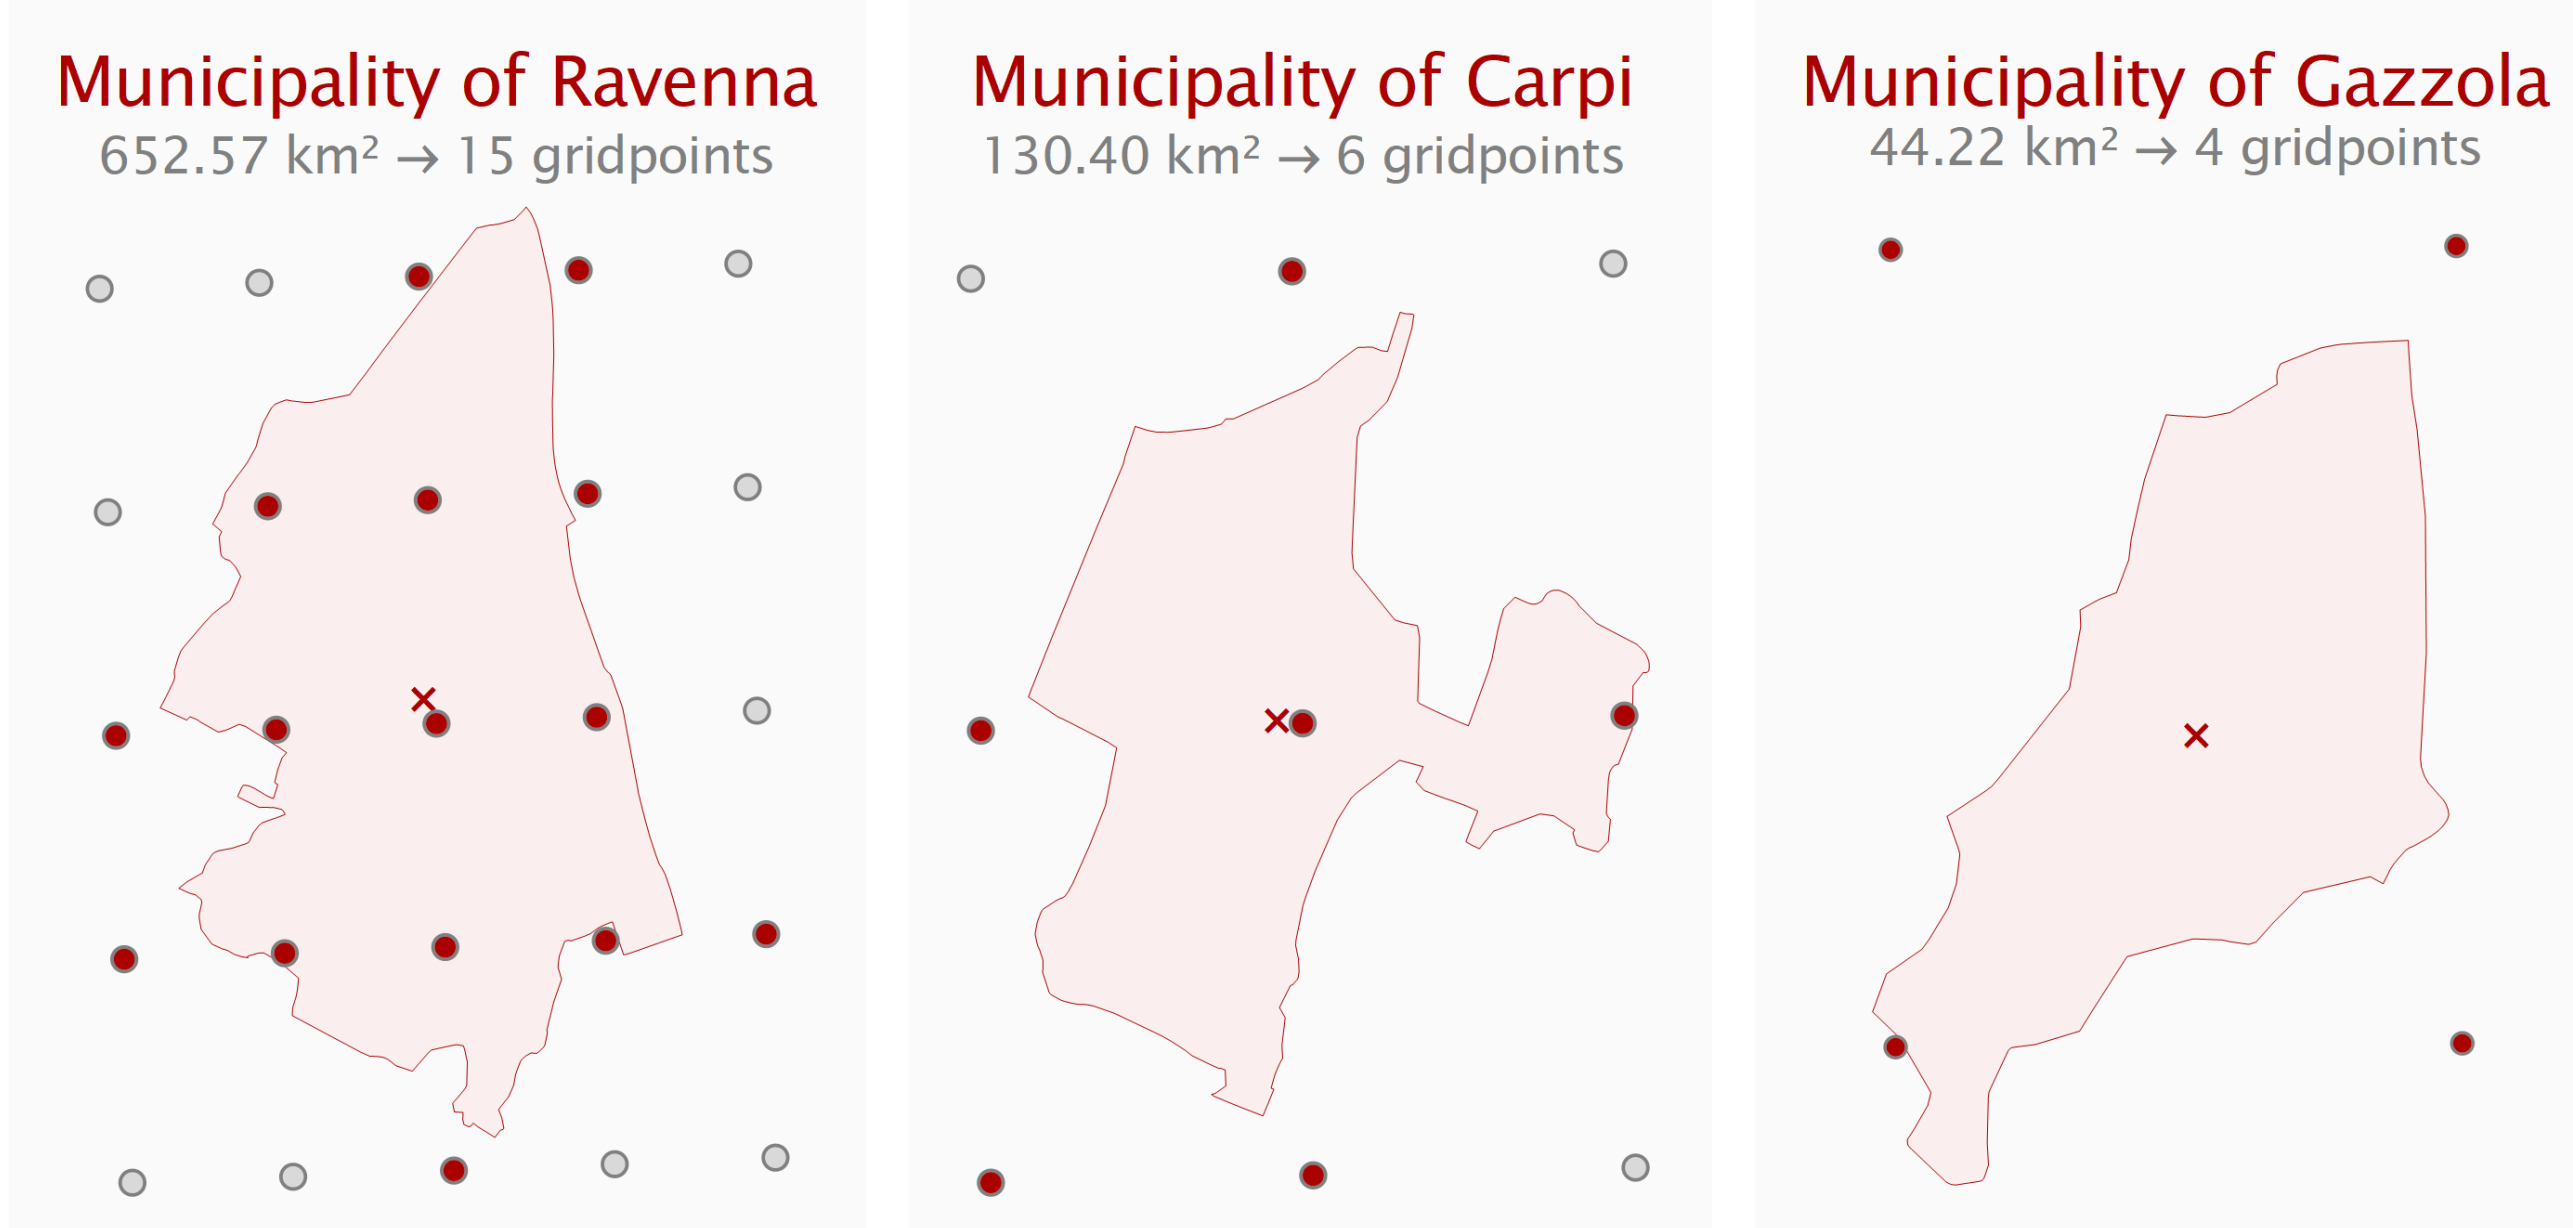 Municipality of Ravenna
652.57 km² → 15 gridpoints
Municipality of Carpi
130.40 km² → 6 gridpoints
Municipality of Gazzola
44.22 km² → 4 gridpoints